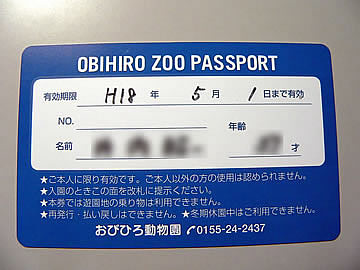 OBIHIRO ZOO PASSPORT
有効期限 H18 年 5 月 1 日まで有効
NO.
年齢
名前 才
★ご本人に限り有効です。ご本人以外の方の使用は認められません。
★入園のときこの面を改札に提示ください。
★本券では遊園地の乗り物は利用できません。
★再発行・払い戻しはできません。★冬期休園中はご利用できません。
おびひろ動物園 ✆0155-24-2437